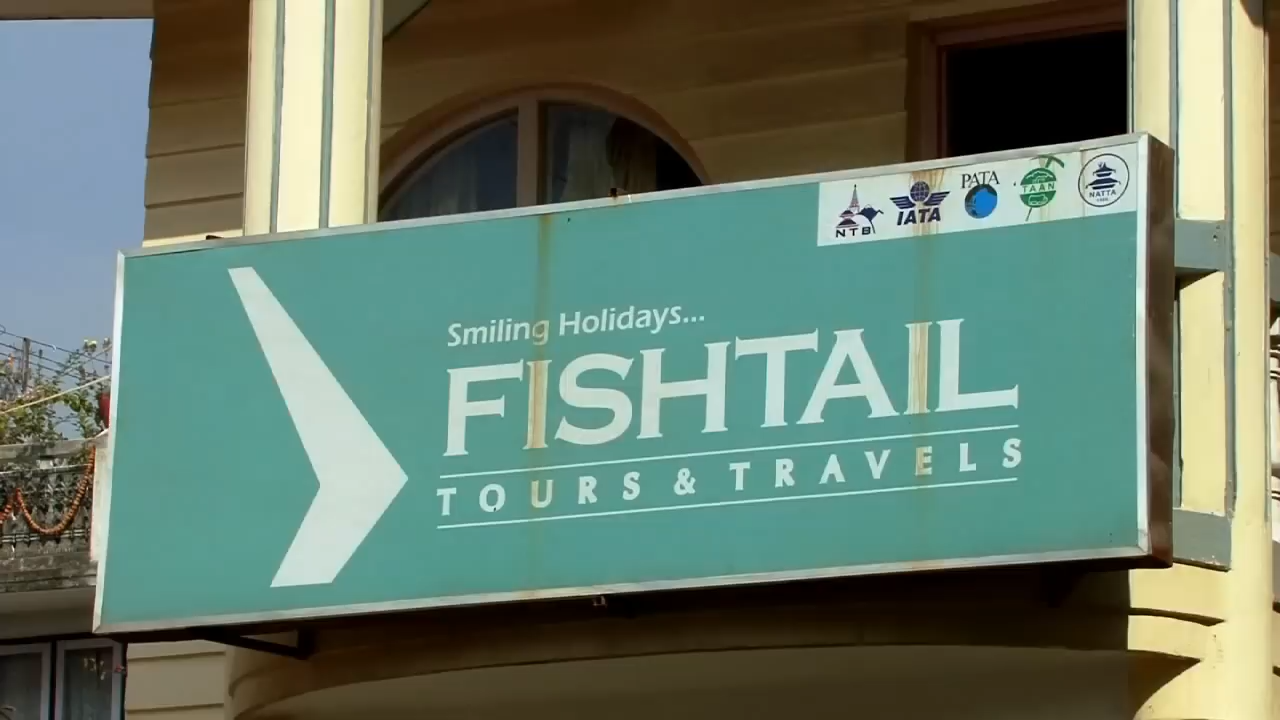 NTB
IATA
PATA
TAAN
NATTA
Smiling Holidays...
FISHTAIL
TOURS & TRAVELS